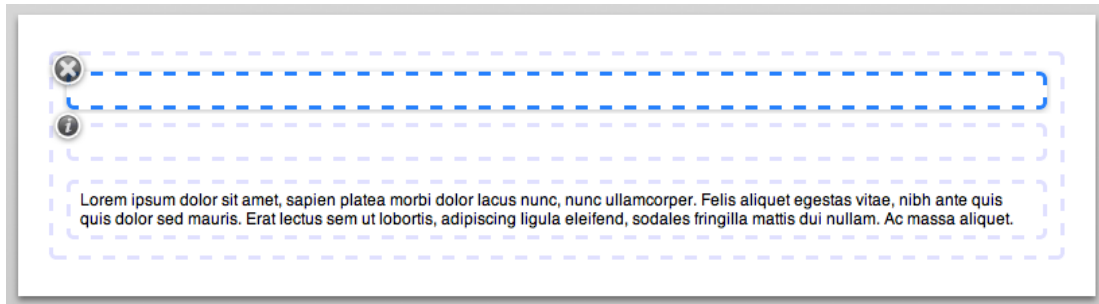 Lorem ipsum dolor sit amet, sapien platea morbi dolor lacus nunc, nunc ullamcorper. Felis aliquet egestas vitae, nibh ante quis
quis dolor sed mauris. Erat lectus sem ut lobortis, adipiscing ligula eleifend, sodales fringilla mattis dui nullam. Ac massa aliquet.